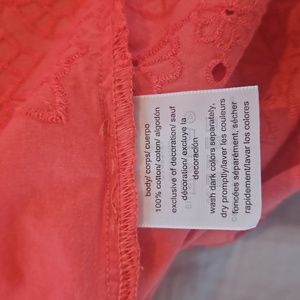 body/ corps/ cuerpo
100% cotton/ coton/ algodón
exclusive of decoration/ sauf
décoration/ excluye la
decoración
wash dark colors separately,
dry promptly/laver les couleurs
foncées séparément, sécher
rapidement/lavar los colores